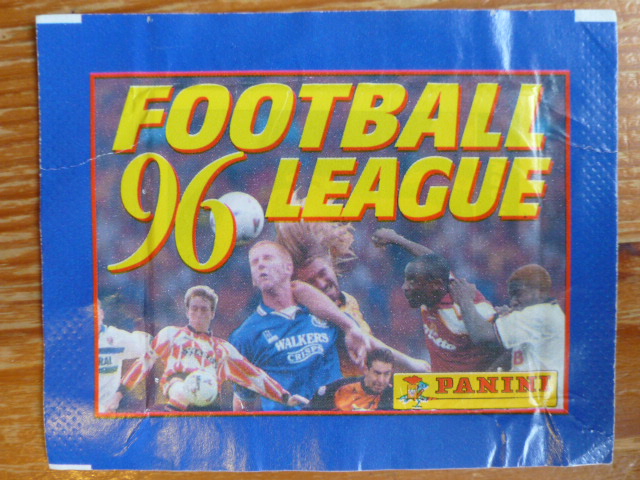 FOOTBALL
96 LEAGUE
WALKERS
CRISPS
PANINI